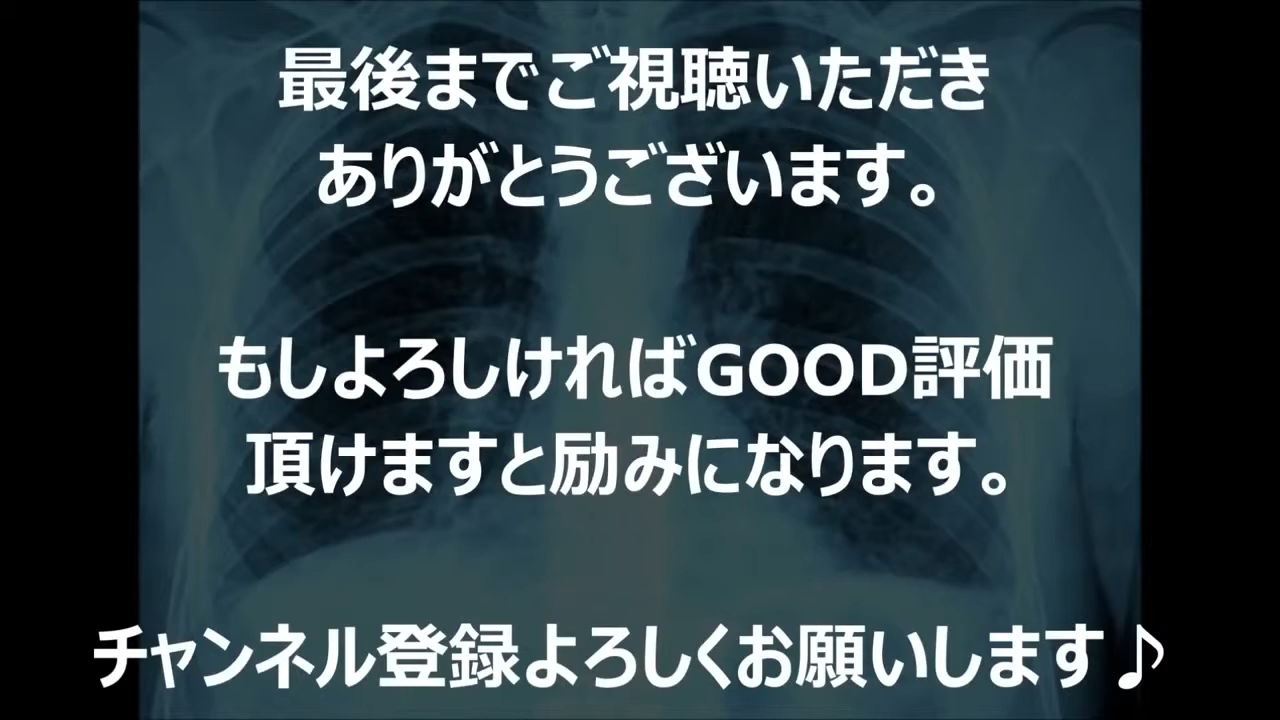 最後までご視聴いただき
ありがとうございます。
もしよろしければGOOD評価
頂けますと励みになります。
チャンネル登録よろしくお願いします♪